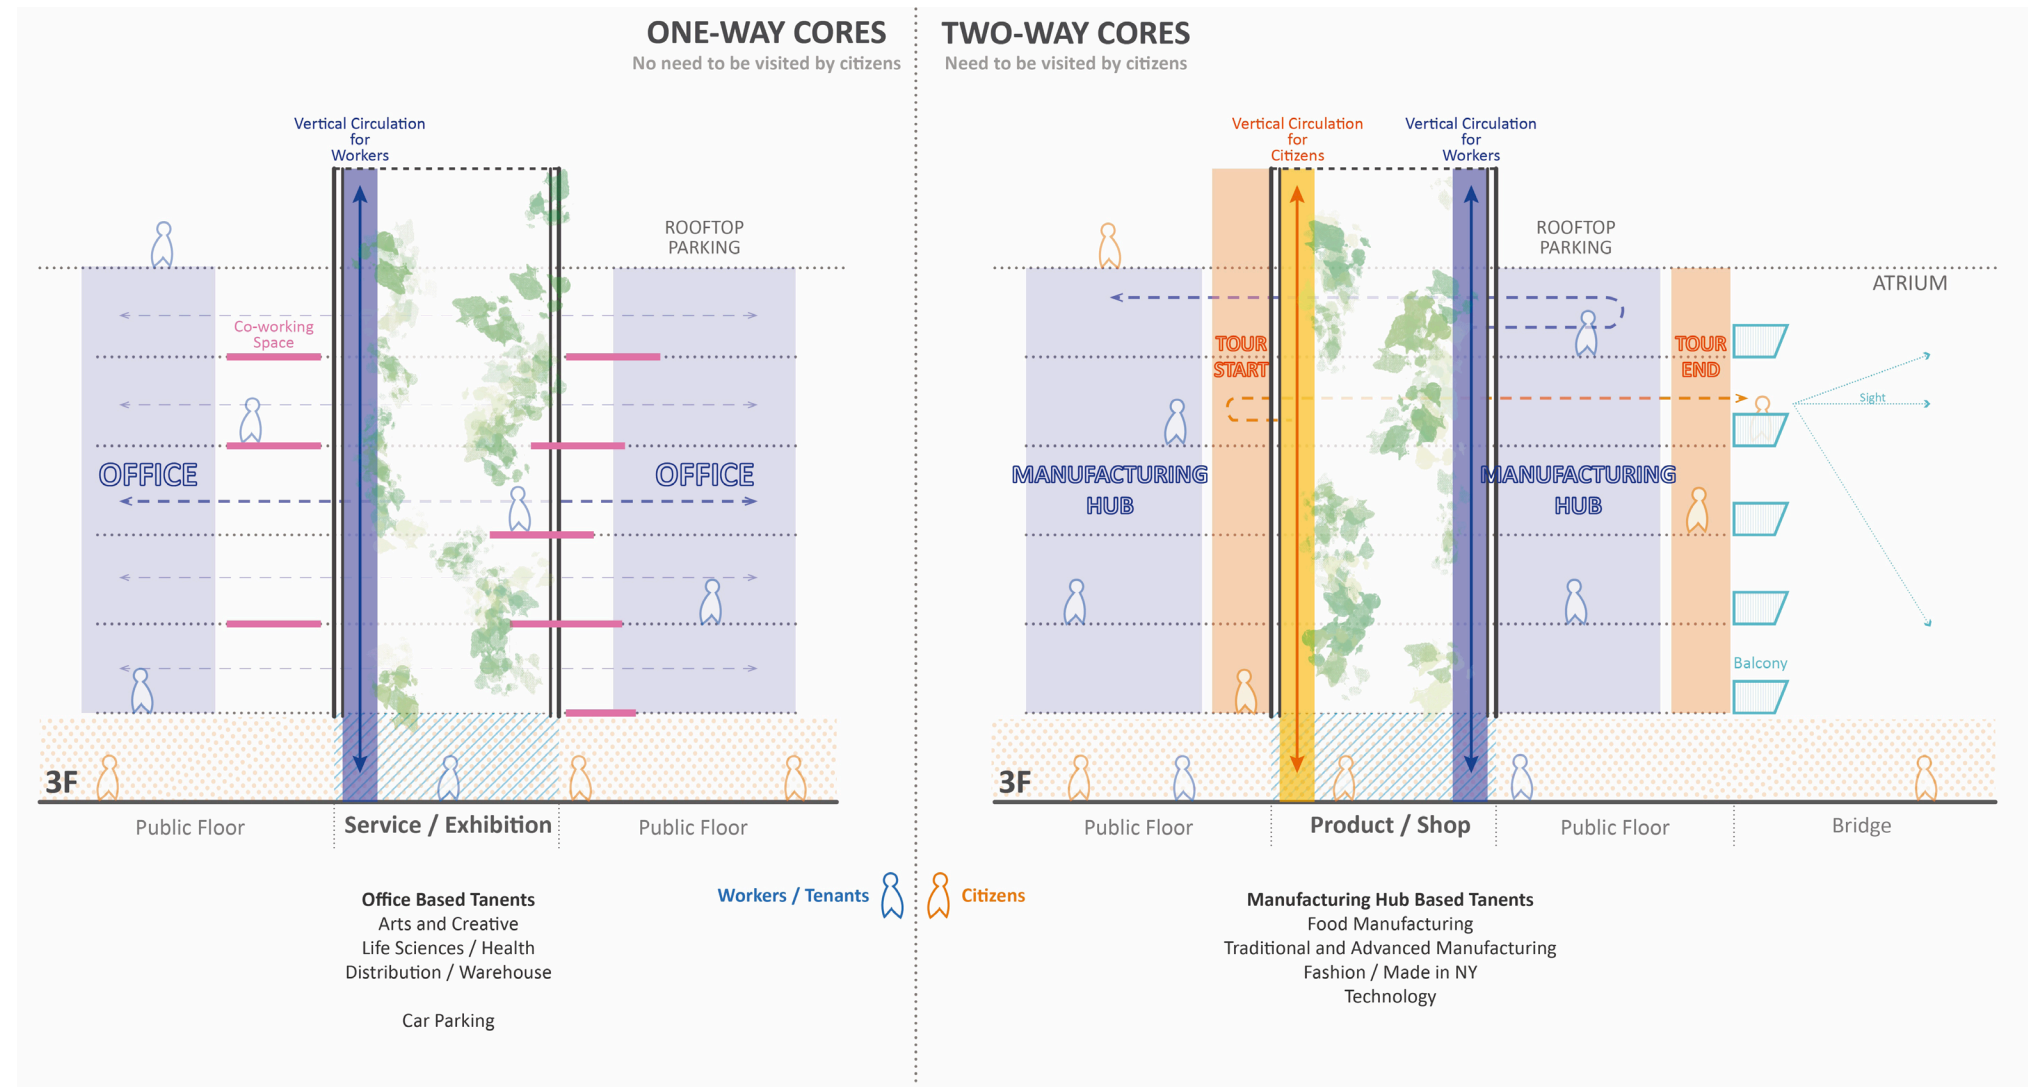 ONE-WAY CORES
No need to be visited by citizens
Vertical Circulation
for
Workers
ROOFTOP
PARKING
Co-working
Space
OFFICE
OFFICE
3F
Public Floor
Service / Exhibition
Public Floor
Office Based Tanents
Arts and Creative
Life Sciences / Health
Distribution / Warehouse
Car Parking
Workers / Tenants
Citizens
TWO-WAY CORES
Need to be visited by citizens
Vertical Circulation
for
Citizens
Vertical Circulation
for
Workers
ROOFTOP
PARKING
ATRIUM
TOUR
START
TOUR
END
Sight
MANUFACTURING
HUB
MANUFACTURING
HUB
Balcony
3F
Public Floor
Product / Shop
Public Floor
Bridge
Manufacturing Hub Based Tanents
Food Manufacturing
Traditional and Advanced Manufacturing
Fashion / Made in NY
Technology